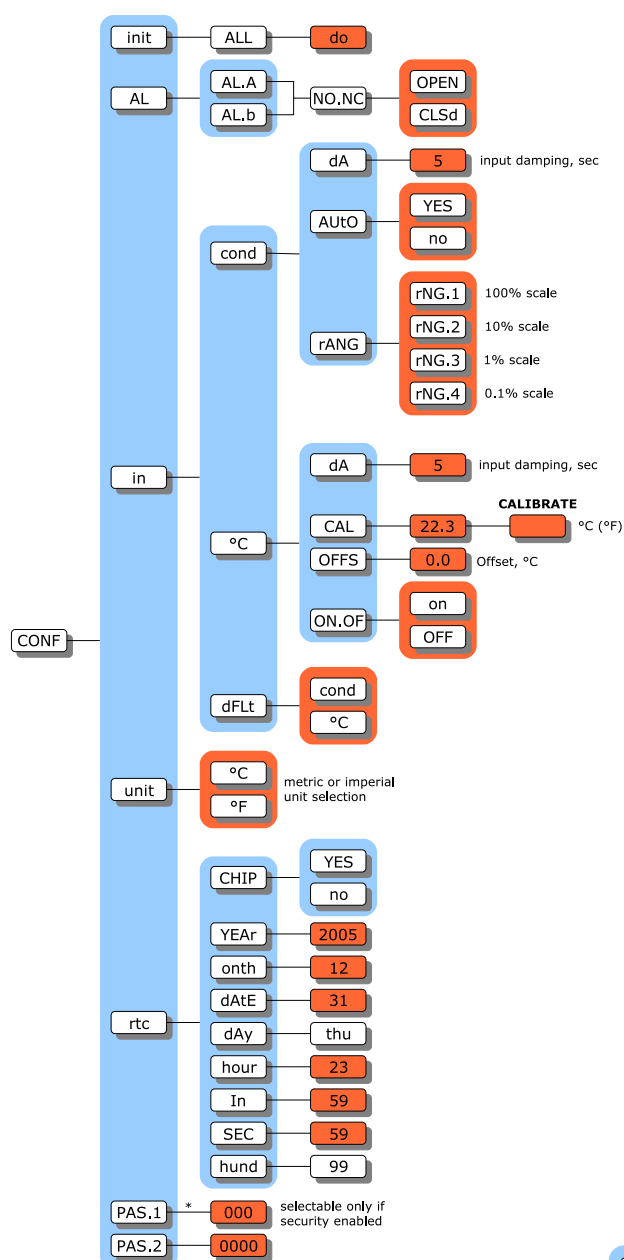 init ALL do
AL AL.A AL.b NO.NC OPEN CLSd
dA 5 input damping, sec
AUtO YES no
cond
rANG rNG.1 100% scale
rNG.2 10% scale
rNG.3 1% scale
rNG.4 0.1% scale
in
dA 5 input damping, sec
CALIBRATE
°C CAL 22.3 °C (°F)
OFFS 0.0 Offset, °C
ON.OF on OFF
CONF
dFLt cond °C
unit °C °F
metric or imperial
unit selection
CHIP YES no
YEAr 2005
onth 12
dAtE 31
rtc dAy thu
hour 23
In 59
SEC 59
hund 99
PAS.1 * 000 selectable only if
security enabled
PAS.2 0000